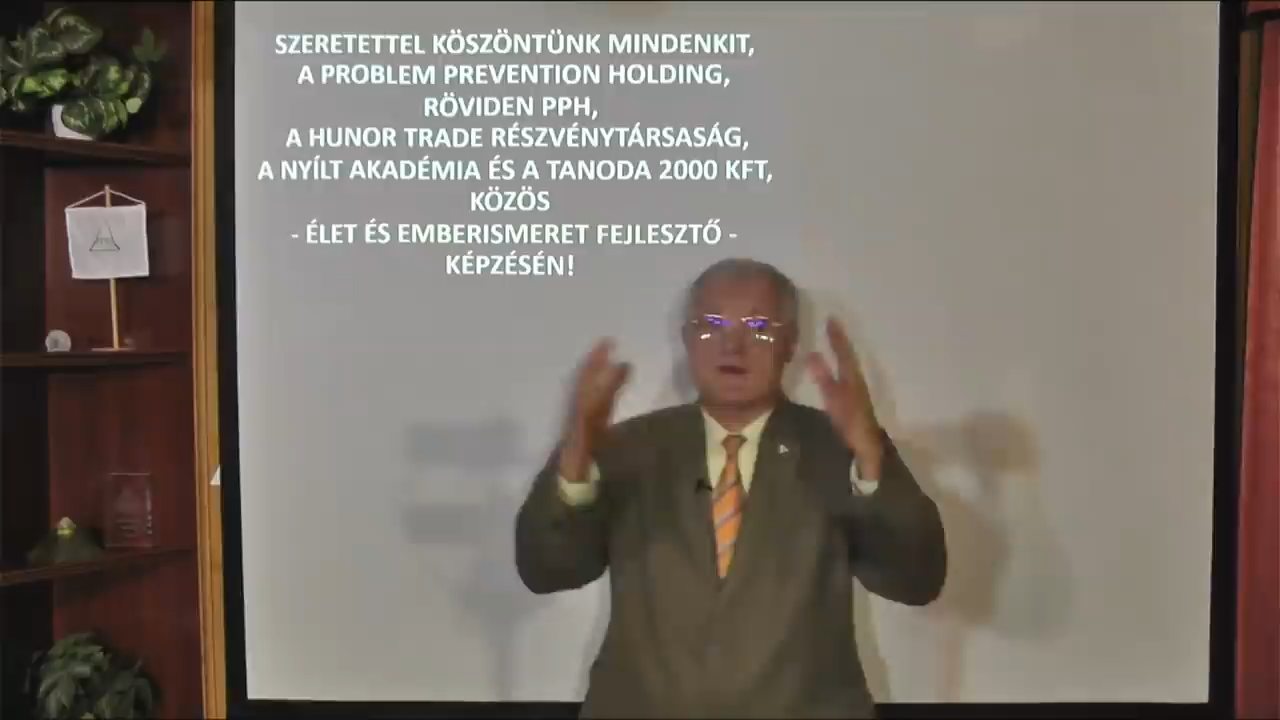 SZERETETTEL KÖSZÖNTÜNK MINDENKIT,
A PROBLEM PREVENTION HOLDING,
RÖVIDEN PPH,
A HUNOR TRADE RÉSZVÉNYTÁRSASÁG,
A NYÍLT AKADÉMIA ÉS A TANODA 2000 KFT,
KÖZÖS
- ÉLET ÉS EMBERISMERET FEJLESZTŐ -
KÉPZÉSÉN!